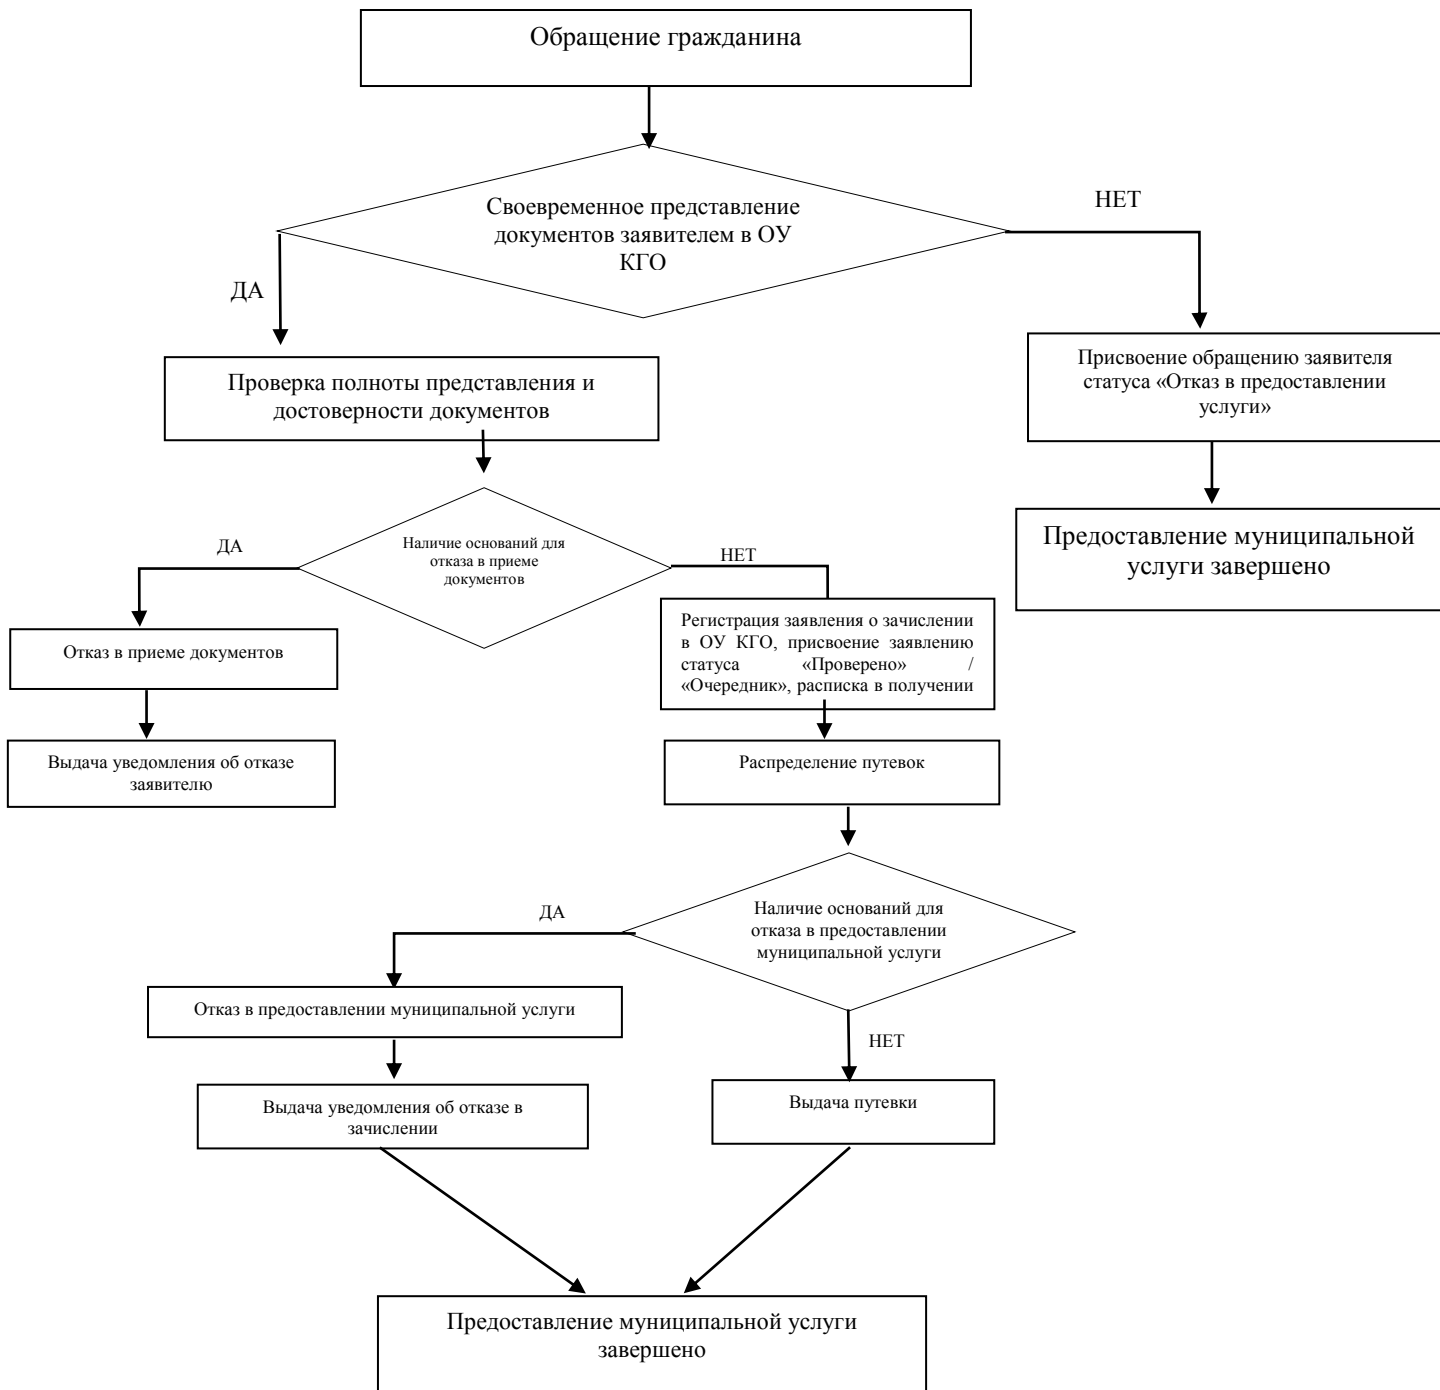 Обращение гражданина
Своевременное представление
документов заявителем в ОУ
КГО
НЕТ
ДА
Проверка полноты представления и
достоверности документов
Присвоение обращению заявителя
статуса «Отказ в предоставлении
услуги»
Предоставление муниципальной
услуги завершено
ДА
Наличие оснований для
отказа в приеме
документов
НЕТ
Отказ в приеме документов
Регистрация заявления о зачислении
в ОУ КГО, присвоение заявлению
статуса «Проверено» /
«Очередник», расписка в получении
Выдача уведомления об отказе
заявителю
Распределение путевок
ДА
Наличие оснований для
отказа в предоставлении
муниципальной услуги
Отказ в предоставлении муниципальной услуги
НЕТ
Выдача уведомления об отказе в
зачислении
Выдача путевки
Предоставление муниципальной услуги
завершено